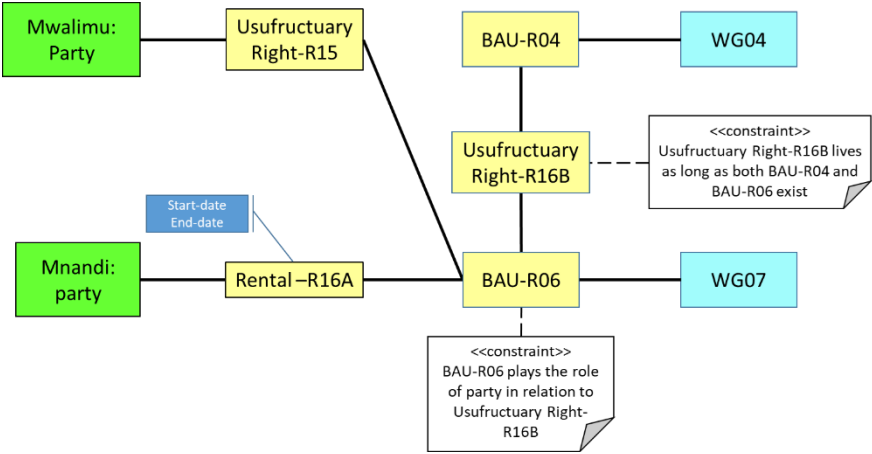 Mwalimu:
Party
Usufructuary
Right-R15
BAU-R04
WG04
Usufructuary
Right-R16B
<<constraint>>
Usufructuary Right-R16B lives
as long as both BAU-R04 and
BAU-R06 exist
Start-date
End-date
Mnandi:
party
Rental –R16A
BAU-R06
WG07
<<constraint>>
BAU-R06 plays the role
of party in relation to
Usufructuary Right-
R16B